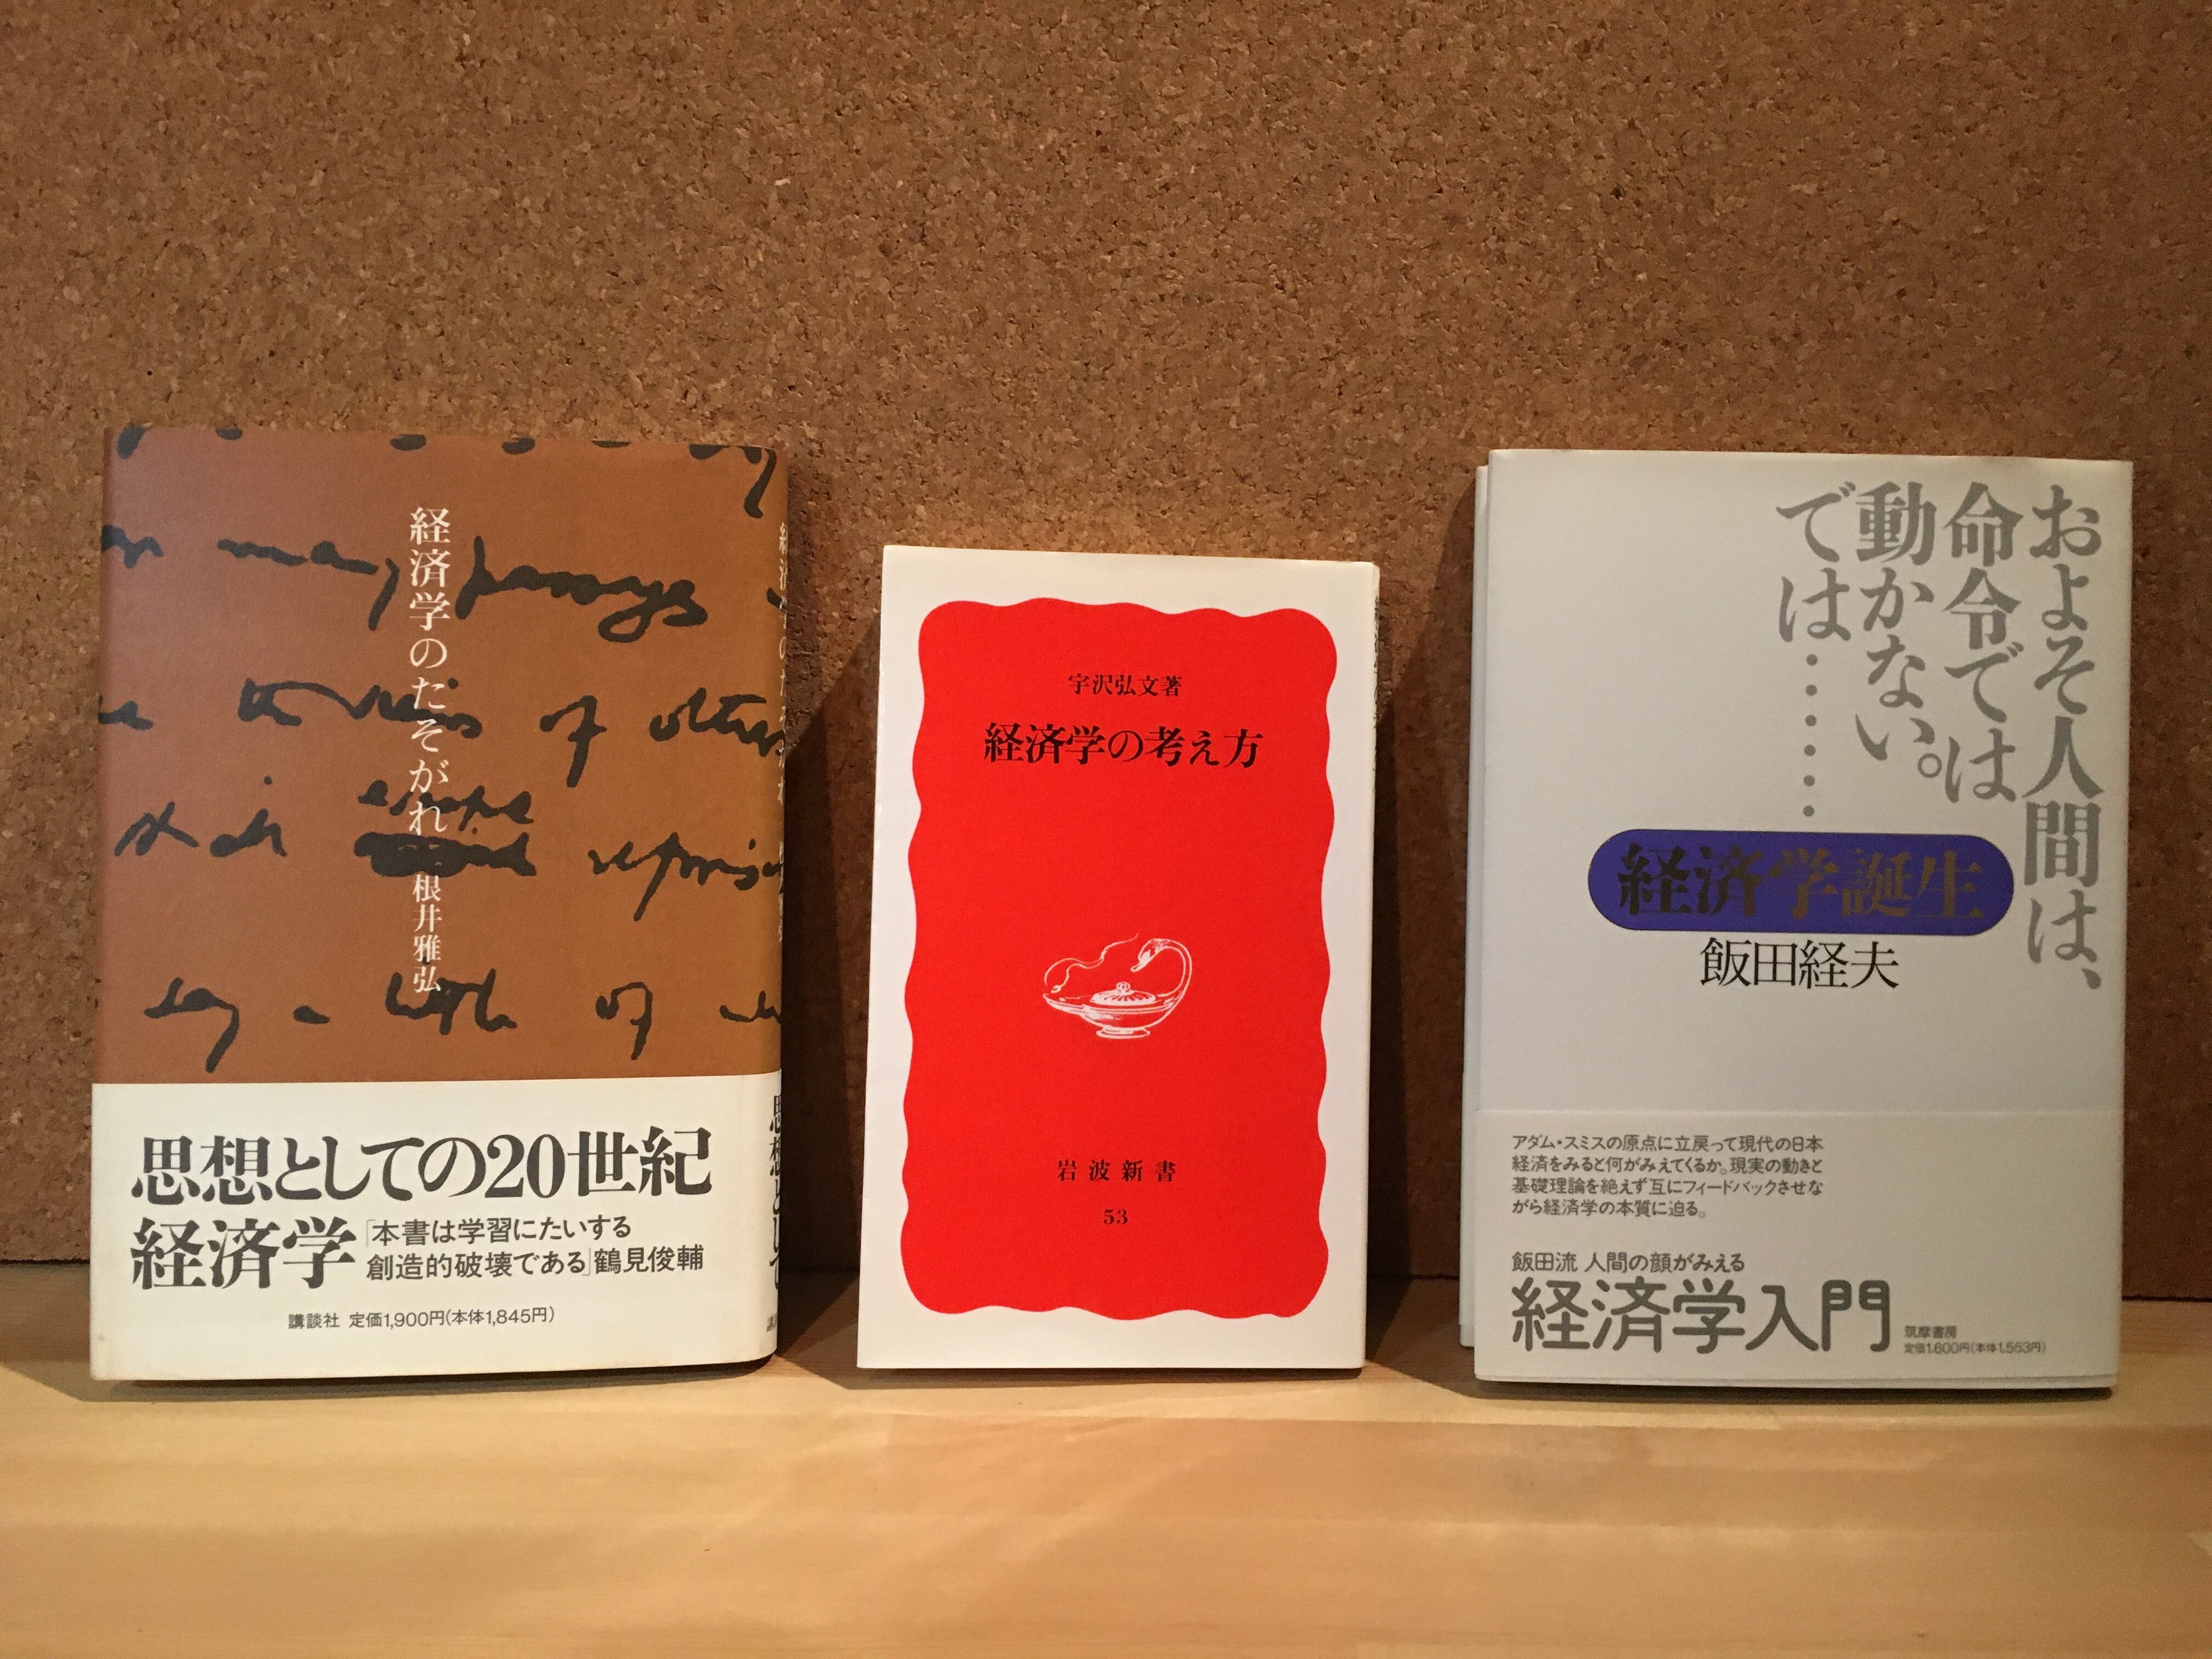 経済学のたそがれ
根井雅弘
many passages
of
of
思想としての20世紀
経済学
「本書は学習にたいする
創造的破壊である」鶴見俊輔
講談社 定価1,900円(本体1,845円)
宇沢弘文著
経済学の考え方
岩波新書
53
およそ人間は、
命令では
動かない。
では……
経済学誕生
飯田経夫
アダム・スミスの原点に立戻って現代の日本
経済をみると何がみえてくるか。現実の動きと
基礎理論を絶えず互にフィードバックさせな
がら経済学の本質に迫る。
飯田流 人間の顔がみえる
経済学入門
筑摩書房
定価1,600円(本体1,553円)